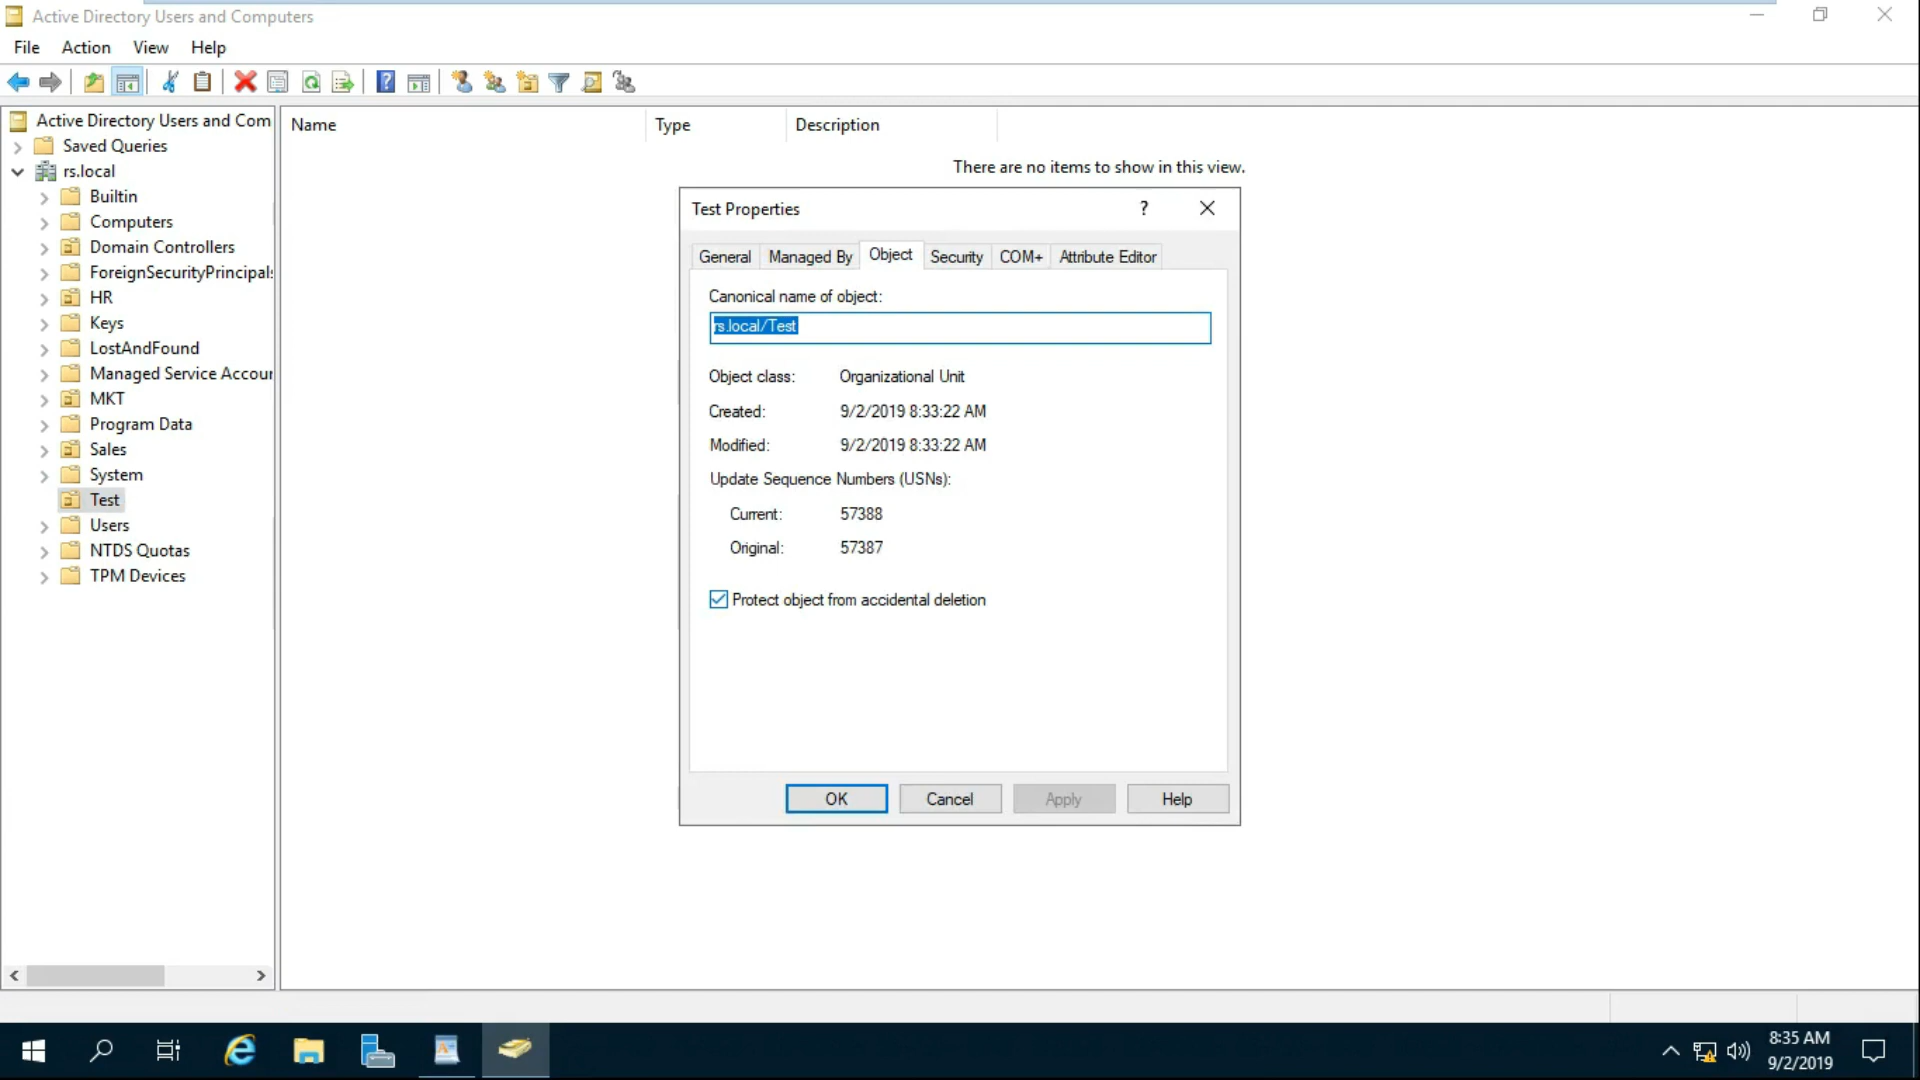 Active Directory Users and Computers
File Action View Help
Active Directory Users and Com
Saved Queries
rs.local
Builtin
Computers
Domain Controllers
ForeignSecurityPrincipals
HR
Keys
LostAndFound
Managed Service Accour
MKT
Program Data
Sales
System
Test
Users
NTDS Quotas
TPM Devices
Name Type Description
There are no items to show in this view.
Test Properties
General Managed By Object Security COM+ Attribute Editor
Canonical name of object:
rs.local/Test
Object class: Organizational Unit
Created: 9/2/2019 8:33:22 AM
Modified: 9/2/2019 8:33:22 AM
Update Sequence Numbers (USNs):
Current: 57388
Original: 57387
Protect object from accidental deletion
OK Cancel Apply Help
8:35 AM
9/2/2019